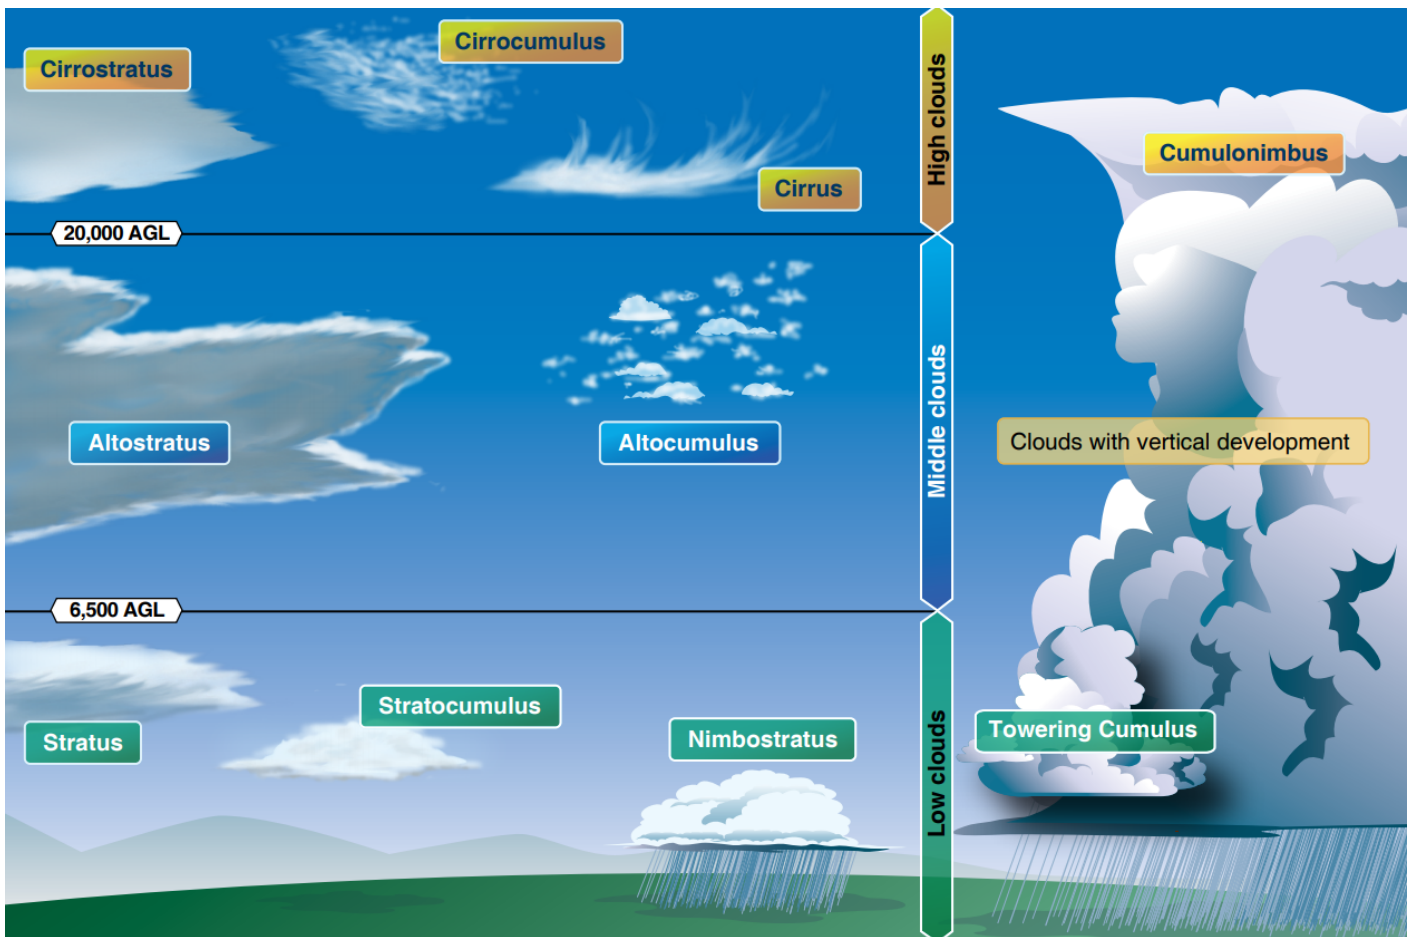 Cirrostratus
Cirrocumulus
Cirrus
High clouds
Cumulonimbus
20,000 AGL
Altostratus
Altocumulus
Middle clouds
Clouds with vertical development
6,500 AGL
Stratus
Stratocumulus
Nimbostratus
Low clouds
Towering Cumulus